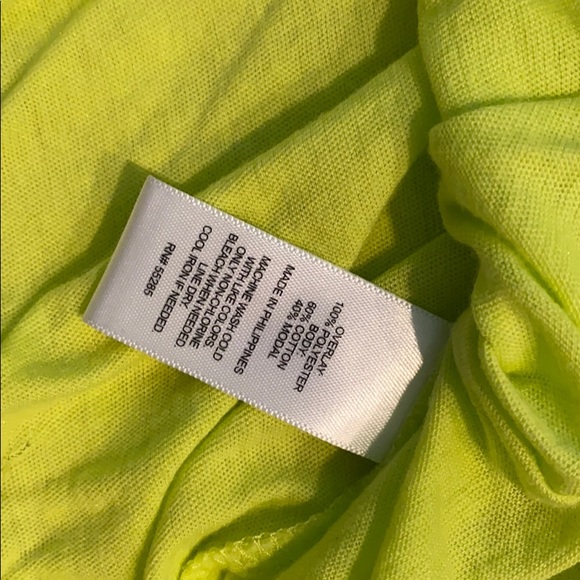 OVERLAY:
100% POLYESTER
BODY:
60% COTTON
40% MODAL
MADE IN PHILIPPINES
MACHINE WASH COLD
WITH LIKE COLORS
ONLY NON-CHLORINE
BLEACH WHEN NEEDED
LINE DRY
COOL IRON IF NEEDED
RN# 55285